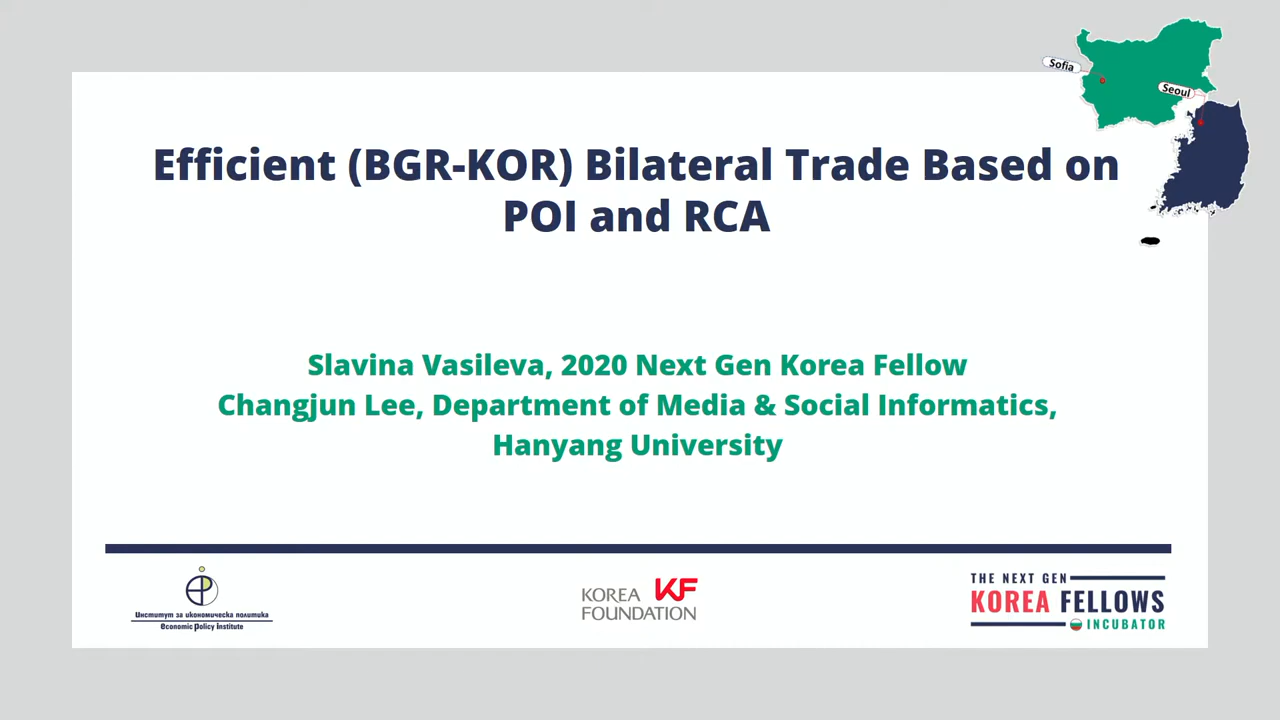 Sofia
Seoul
Efficient (BGR-KOR) Bilateral Trade Based on
POI and RCA
Slavina Vasileva, 2020 Next Gen Korea Fellow
Changjun Lee, Department of Media & Social Informatics,
Hanyang University
Институт за икономическа политика
Economic Policy Institute
KOREA KF
FOUNDATION
THE NEXT GEN
KOREA FELLOWS
INCUBATOR